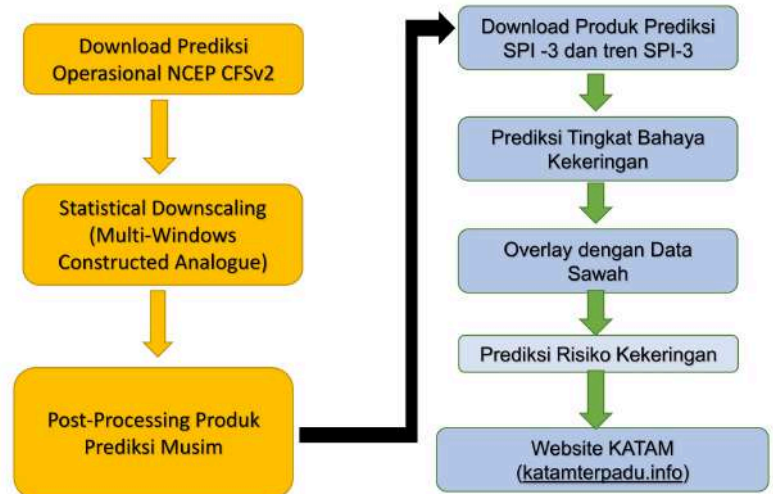 Download Prediksi
Operasional NCEP CFSv2
Statistical Downscaling
(Multi-Windows
Constructed Analogue)
Post-Processing Produk
Prediksi Musim
Download Produk Prediksi
SPI -3 dan tren SPI-3
Prediksi Tingkat Bahaya
Kekeringan
Overlay dengan Data
Sawah
Prediksi Risiko Kekeringan
Website KATAM
(katamterpadu.info)